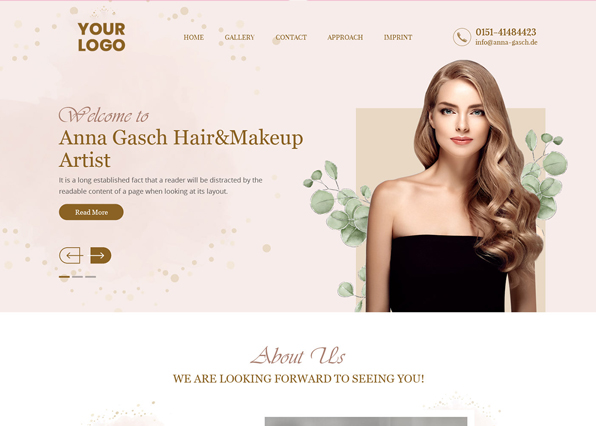 YOUR
LOGO
HOME GALLERY CONTACT APPROACH IMPRINT
0151-41484423
info@anna-gasch.de
Welcome to
Anna Gasch Hair&Makeup
Artist
It is a long established fact that a reader will be distracted by the
readable content of a page when looking at its layout.
Read More
About Us
WE ARE LOOKING FORWARD TO SEEING YOU!